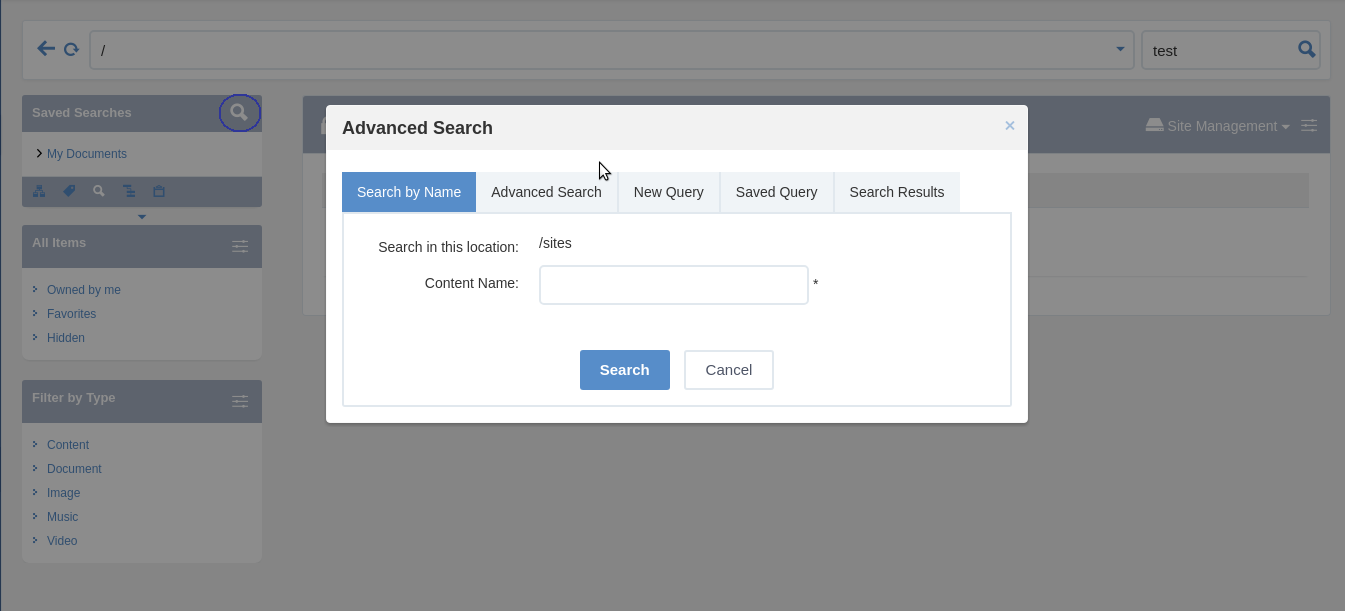 /
test
Saved Searches
My Documents
All Items
Owned by me
Favorites
Hidden
Filter by Type
Content
Document
Image
Music
Video
Site Management
Advanced Search
×
Search by Name
Advanced Search
New Query
Saved Query
Search Results
Search in this location: /sites
Content Name: *
Search
Cancel